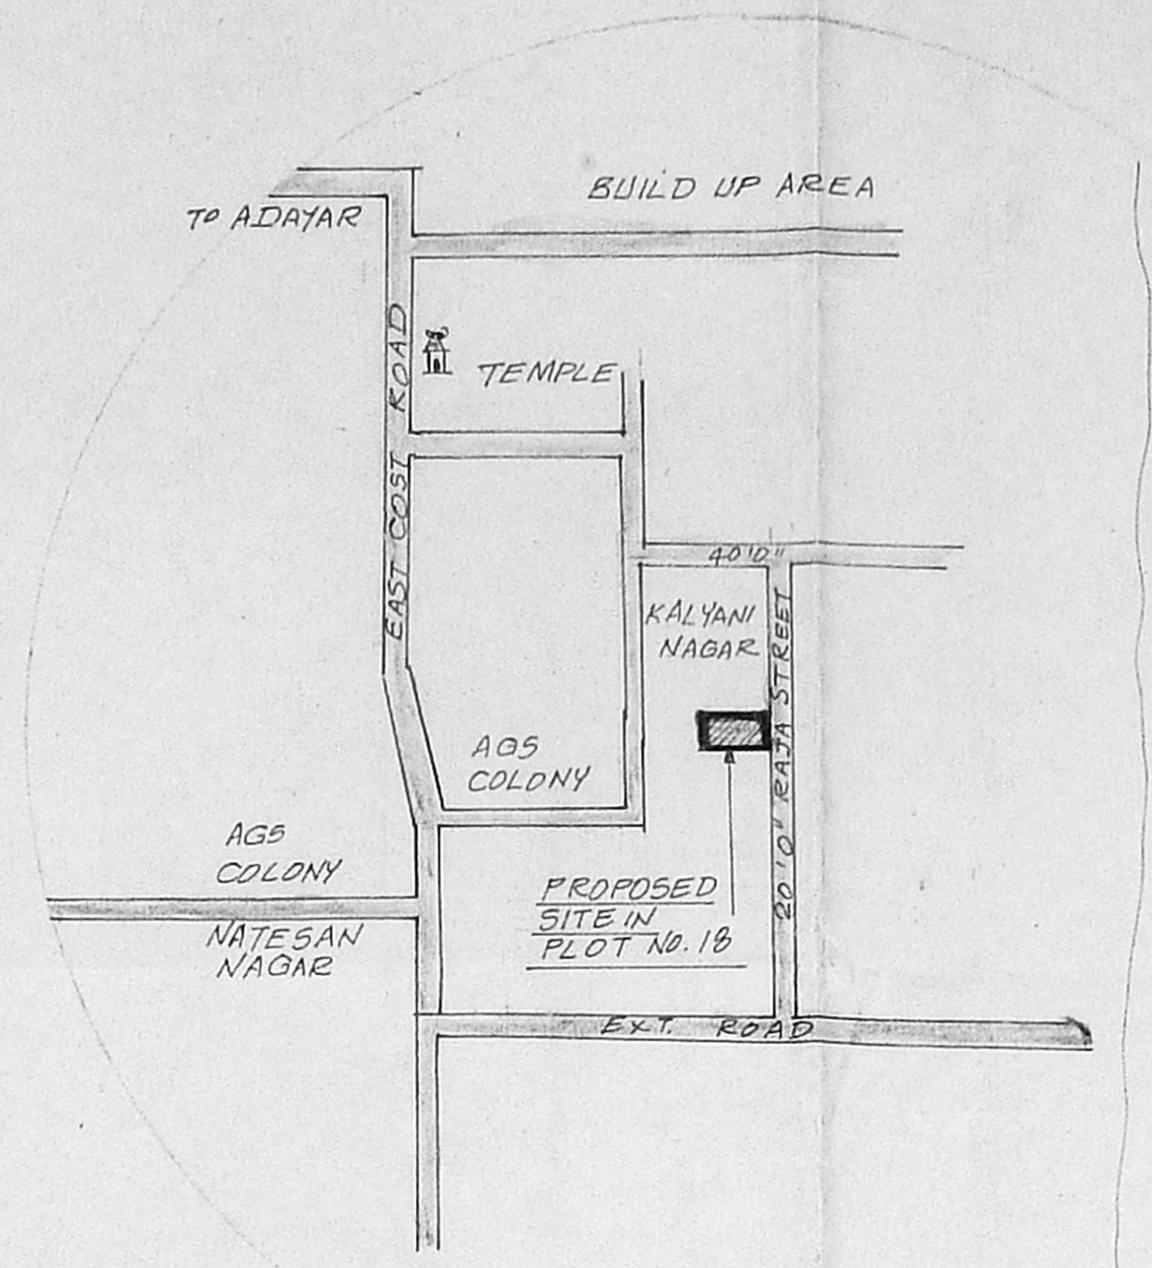 BUILD UP AREA
TO ADAYAR
EAST COST ROAD
TEMPLE
40'0"
KALYANI
NAGAR
20'0" RAJA STREET
AGS
COLONY
AGS
COLONY
NATESAN
NAGAR
PROPOSED
SITE IN
PLOT NO. 18
EXT. ROAD